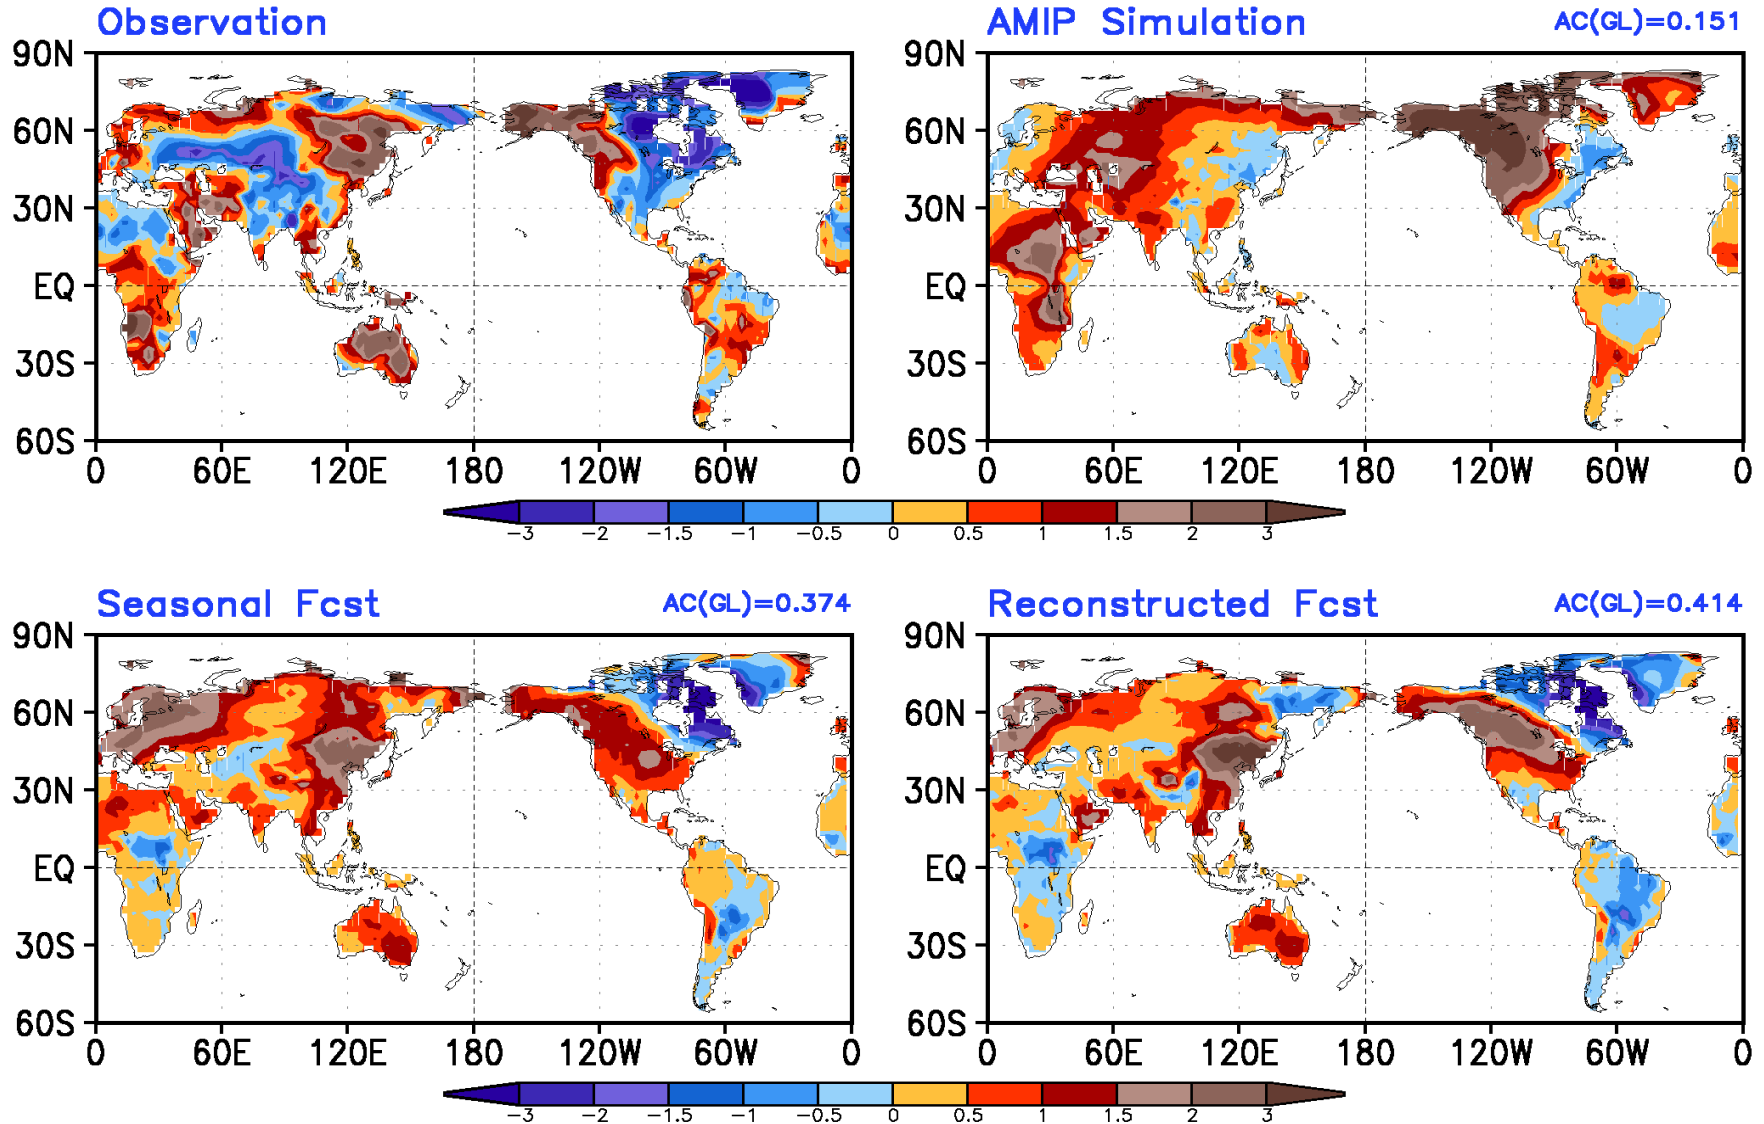 Observation
AMIP Simulation AC(GL)=0.151
90N 60N 30N EQ 30S 60S
0 60E 120E 180 120W 60W 0
90N 60N 30N EQ 30S 60S
0 60E 120E 180 120W 60W 0
-3 -2 -1.5 -1 -0.5 0 0.5 1 1.5 2 3
Seasonal Fcst AC(GL)=0.374
Reconstructed Fcst AC(GL)=0.414
90N 60N 30N EQ 30S 60S
0 60E 120E 180 120W 60W 0
90N 60N 30N EQ 30S 60S
0 60E 120E 180 120W 60W 0
-3 -2 -1.5 -1 -0.5 0 0.5 1 1.5 2 3